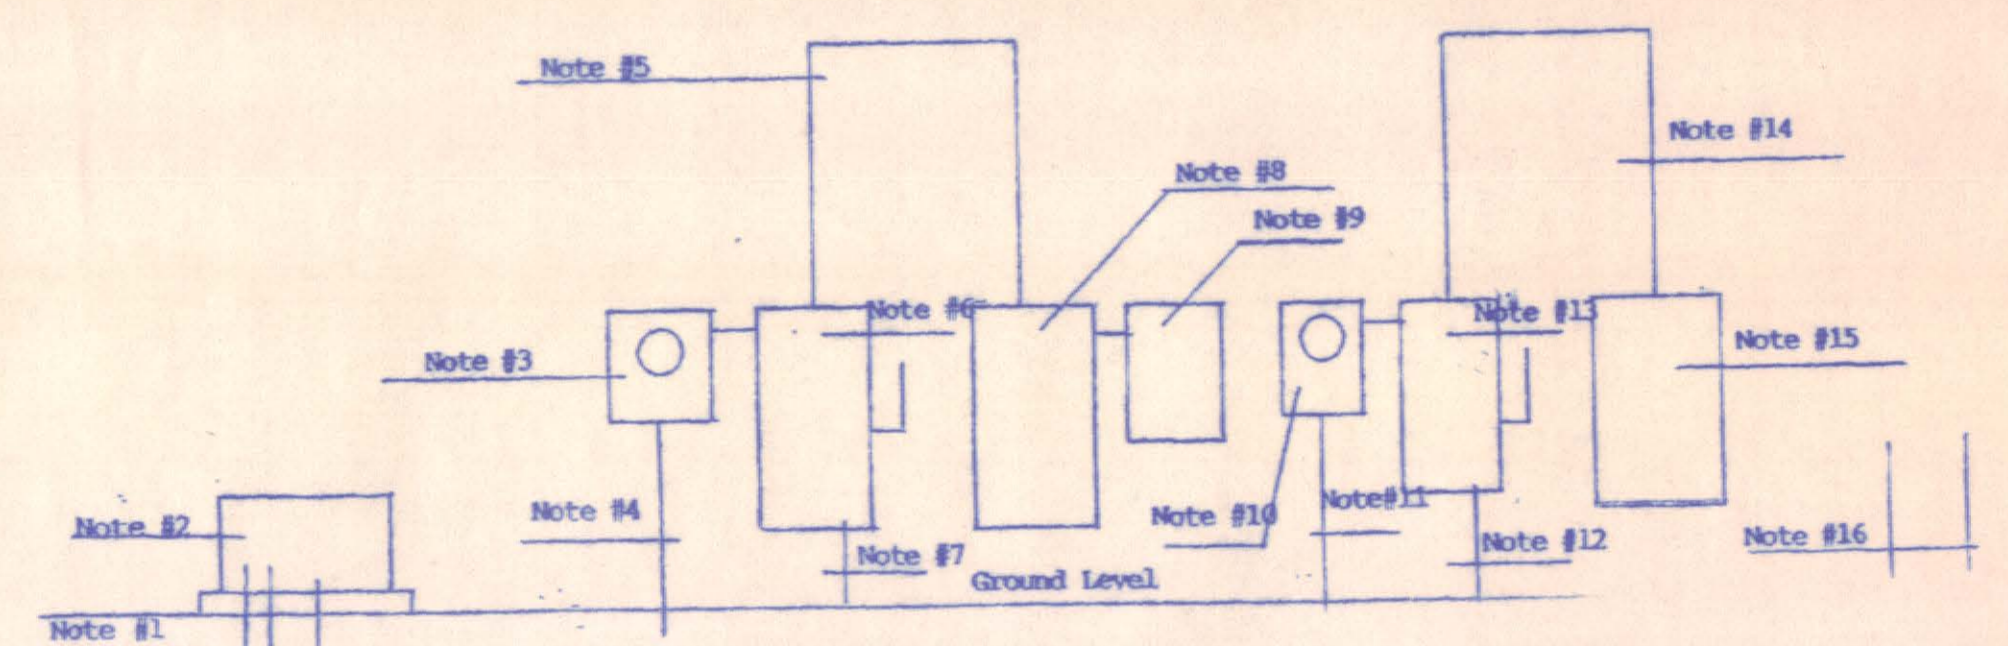 Note #5
Note #14
Note #8
Note #9
Note #6
Note #13
Note #3
Note #15
Note #4
Note#11
Note #10
Note #2
Note #7
Note #12
Note #16
Ground Level
Note #1